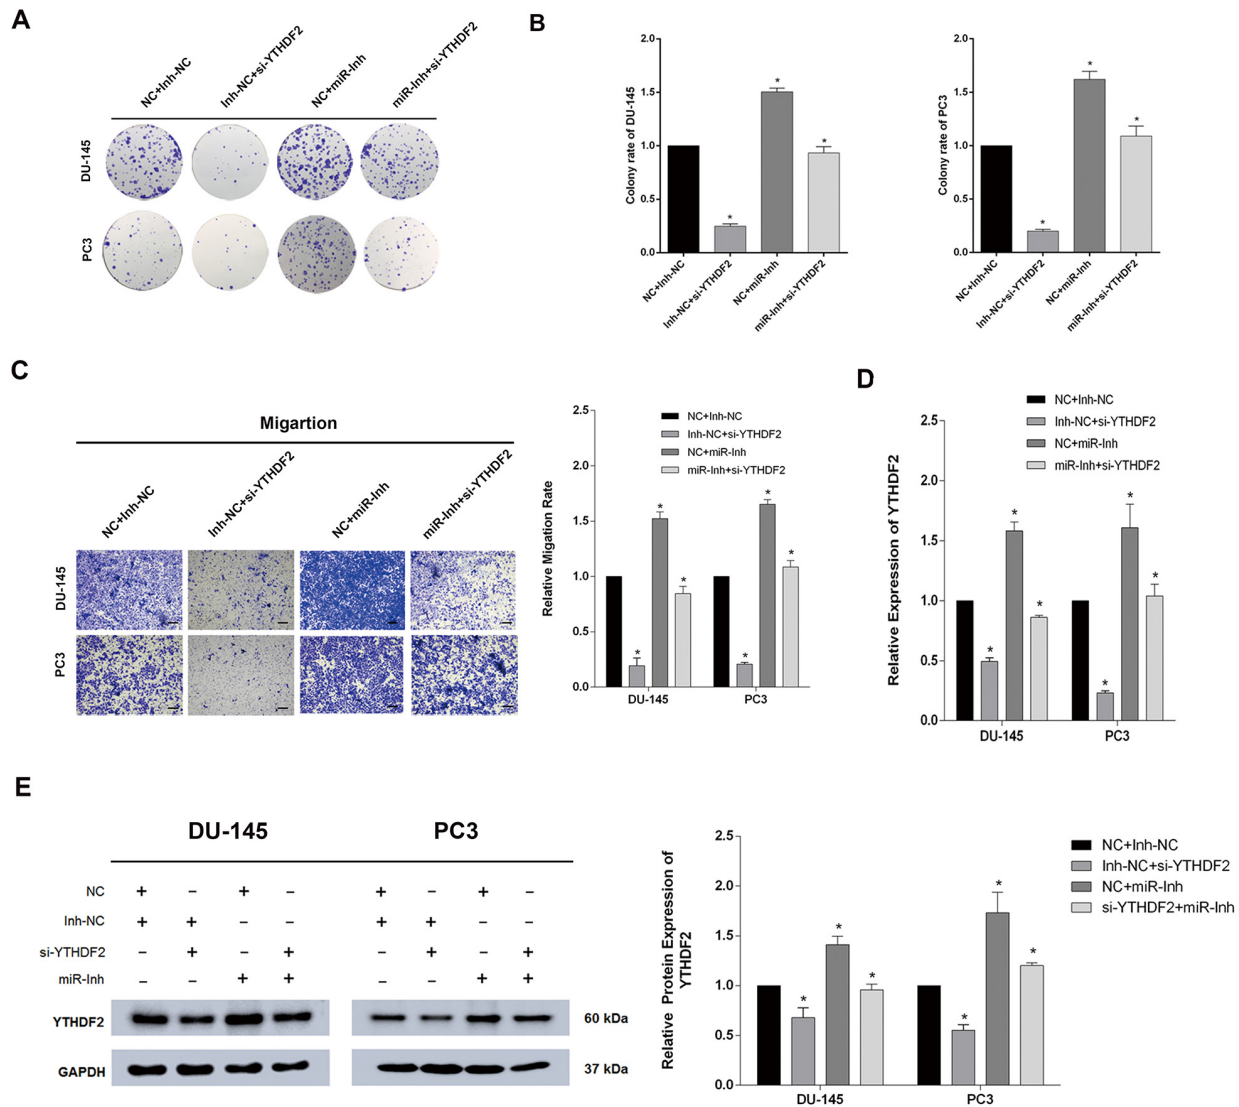 A
NC+Inh-NC
Inh-NC+si-YTHDF2
NC+miR-Inh
miR-Inh+si-YTHDF2
DU-145
PC3
B
Colony rate of DU-145
2.0
1.5
1.0
0.5
0.0
* * *
NC+Inh-NC
Inh-NC+si-YTHDF2
NC+miR-Inh
miR-Inh+si-YTHDF2
Colony rate of PC3
2.0
1.5
1.0
0.5
0.0
* * *
NC+Inh-NC
Inh-NC+si-YTHDF2
NC+miR-Inh
miR-Inh+si-YTHDF2
C
Migartion
NC+Inh-NC
Inh-NC+si-YTHDF2
NC+miR-Inh
miR-Inh+si-YTHDF2
DU-145
PC3
Relative Migation Rate
2.5
2.0
1.5
1.0
0.5
0.0
NC+Inh-NC
Inh-NC+si-YTHDF2
NC+miR-Inh
miR-Inh+si-YTHDF2
* * * * * *
DU-145 PC3
D
Relative Expression of YTHDF2
2.5
2.0
1.5
1.0
0.5
0.0
NC+Inh-NC
Inh-NC+si-YTHDF2
NC+miR-Inh
miR-Inh+si-YTHDF2
* * * * * *
DU-145 PC3
E
DU-145 PC3
NC + – + – + – + –
Inh-NC + + – – + + – –
si-YTHDF2 – + – + – + – +
miR-Inh – – + + – – + +
YTHDF2 60 kDa
GAPDH 37 kDa
Relative Protein Expression of
YTHDF2
2.5
2.0
1.5
1.0
0.5
0.0
NC+Inh-NC
Inh-NC+si-YTHDF2
NC+miR-Inh
si-YTHDF2+miR-Inh
* * * * * *
DU-145 PC3